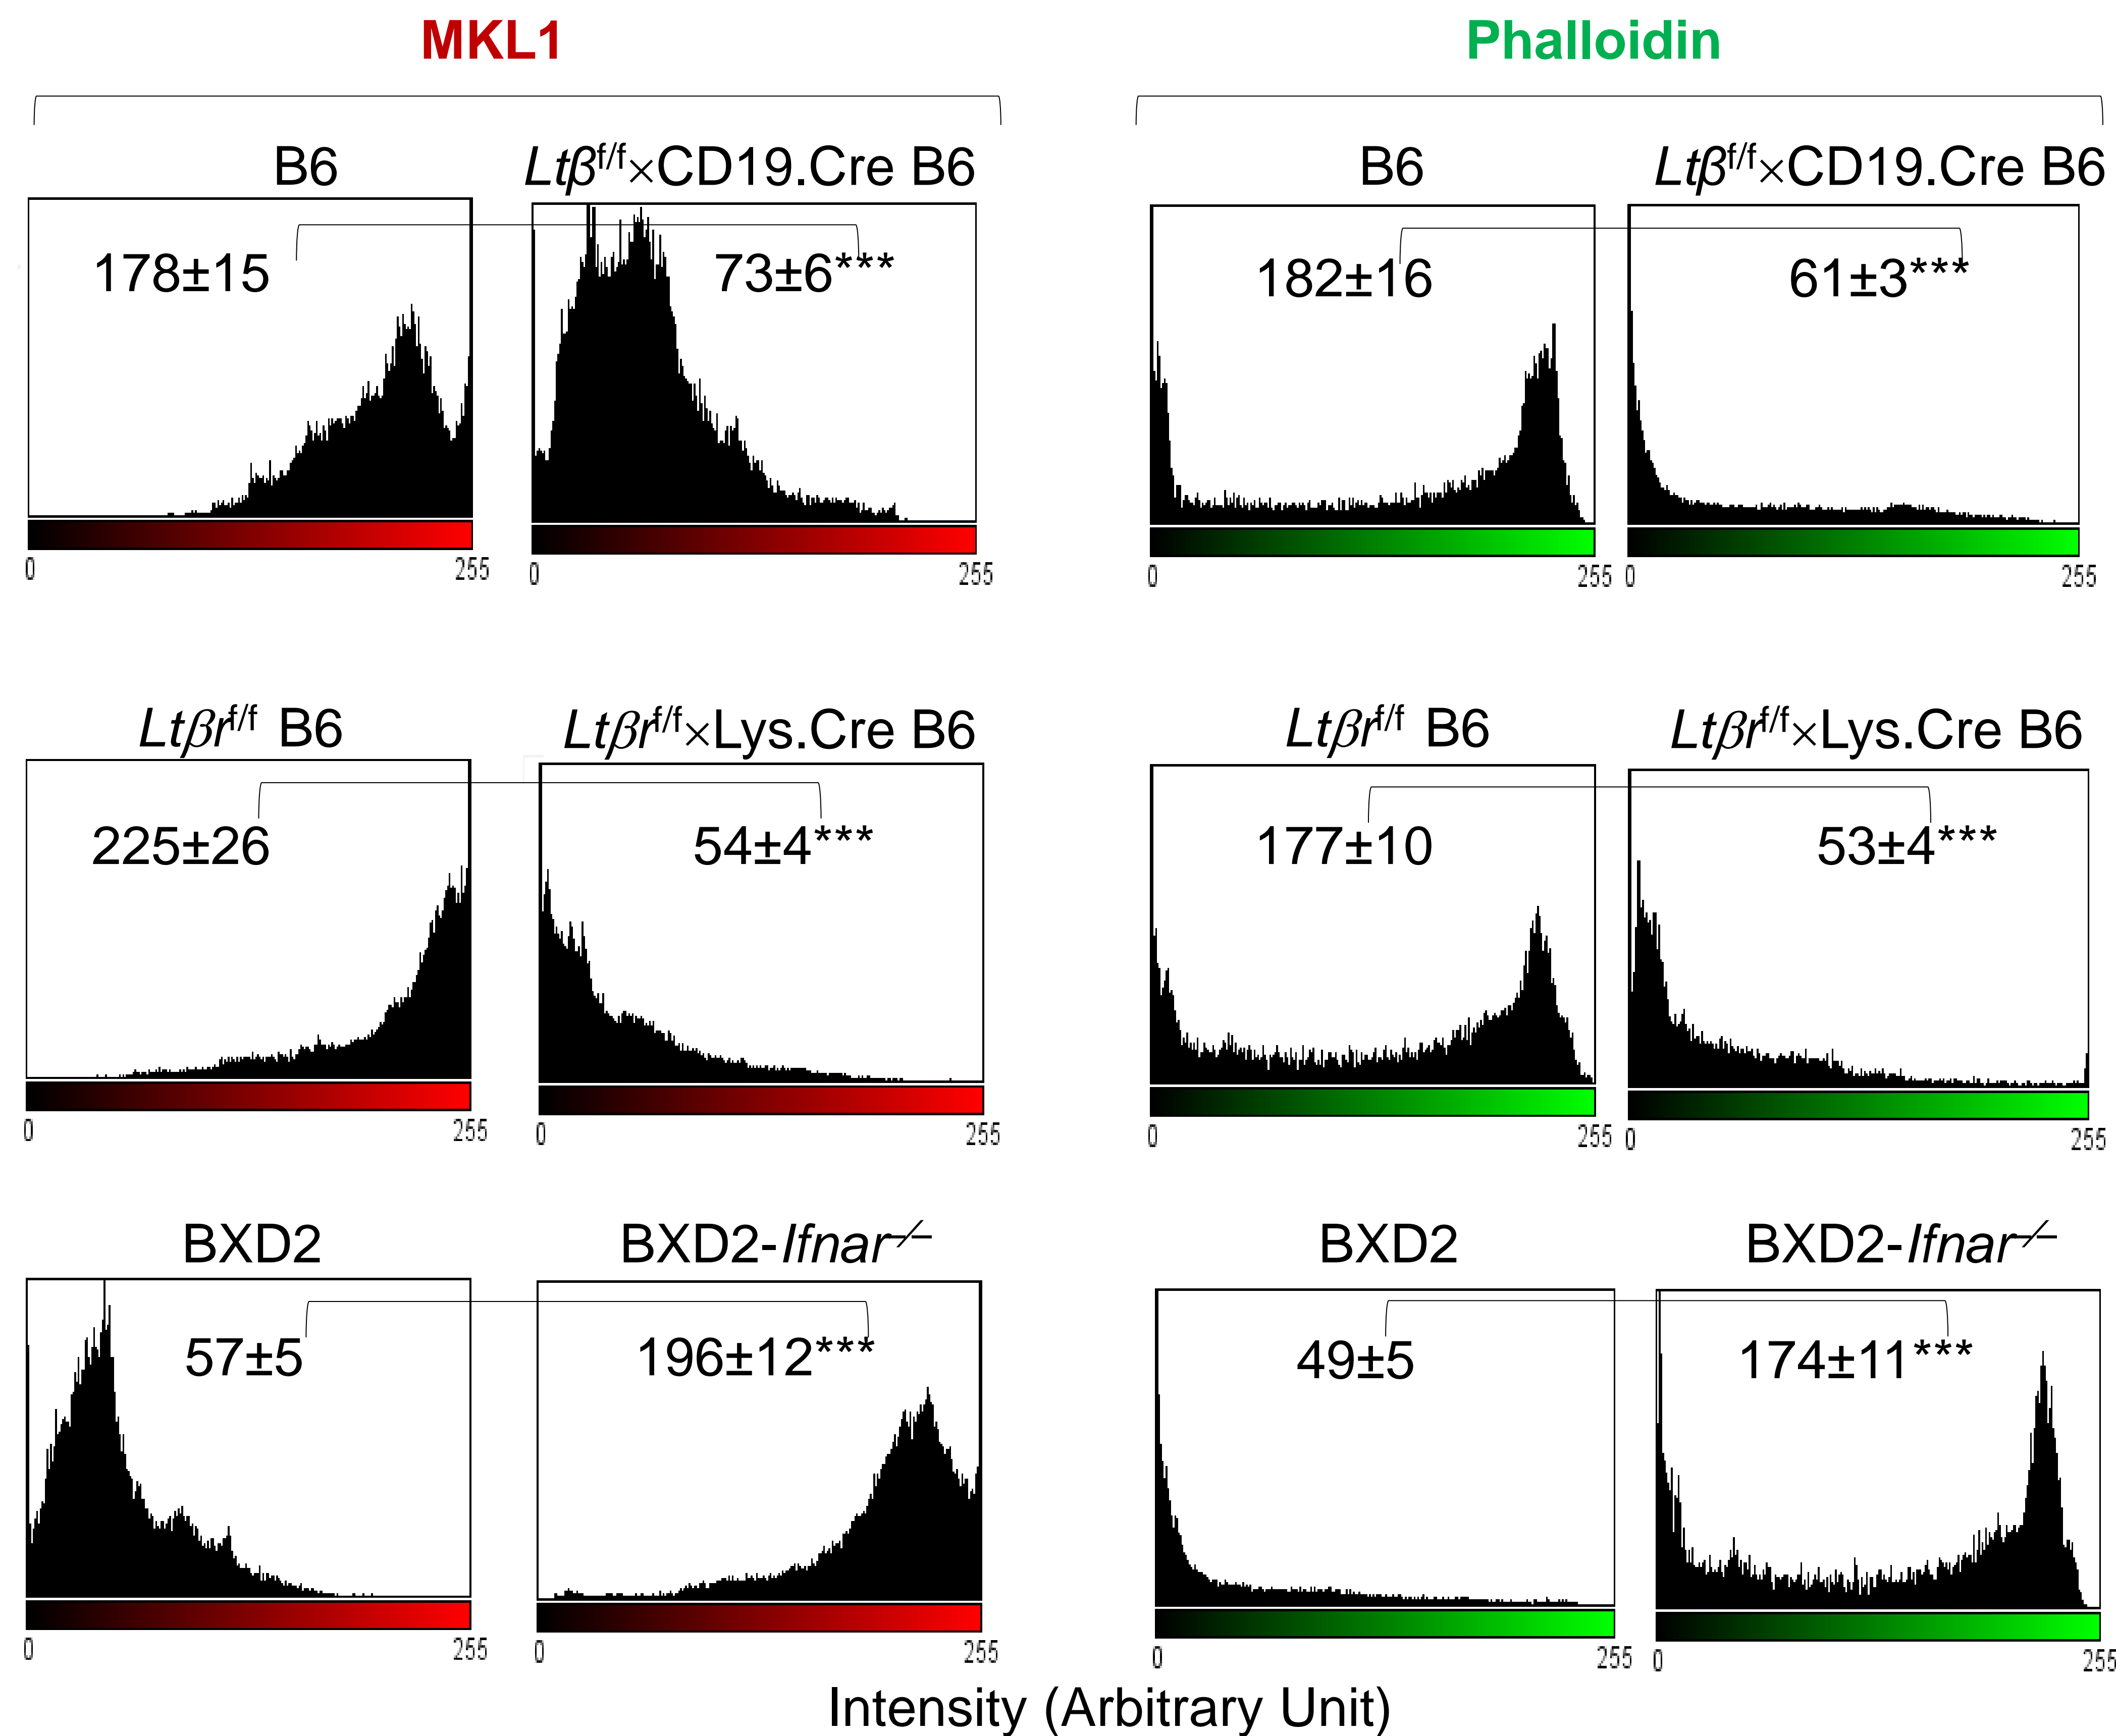 MKL1 Phalloidin
B6 Ltβf/f×CD19.Cre B6 B6 Ltβf/f×CD19.Cre B6
178±15 73±6*** 182±16 61±3***
0 255 0 255 0 255 0 255
Ltβrf/f B6 Ltβrf/f×Lys.Cre B6 Ltβrf/f B6 Ltβrf/f×Lys.Cre B6
225±26 54±4*** 177±10 53±4***
0 255 0 255 0 255 0 255
BXD2 BXD2-Ifnar–/– BXD2 BXD2-Ifnar–/–
57±5 196±12*** 49±5 174±11***
0 255 0 255 0 255 0 255
Intensity (Arbitrary Unit)